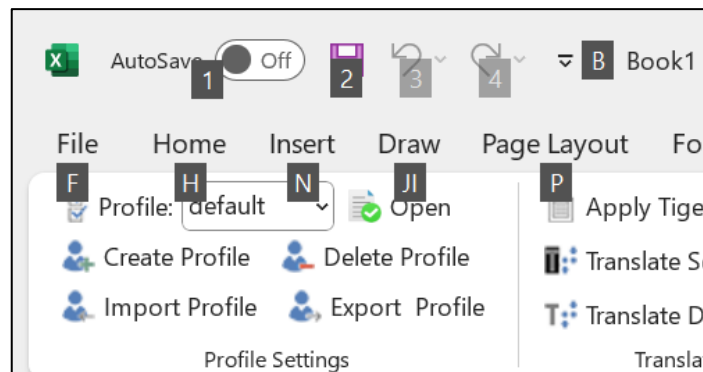 AutoSave Off Book1
1 2 3 4 B
File Home Insert Draw Page Layout
F H N JI P
Profile: default Open Apply
Create Profile Delete Profile Translate
Import Profile Export Profile Translate
Profile Settings